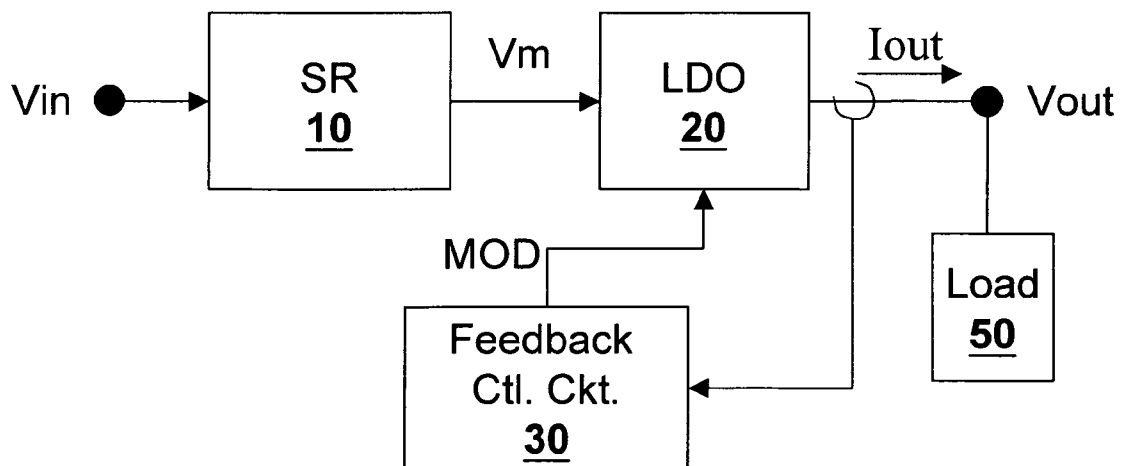 Vin
SR
10
Vm
LDO
20
Iout
Vout
MOD
Feedback
Ctl. Ckt.
30
Load
50